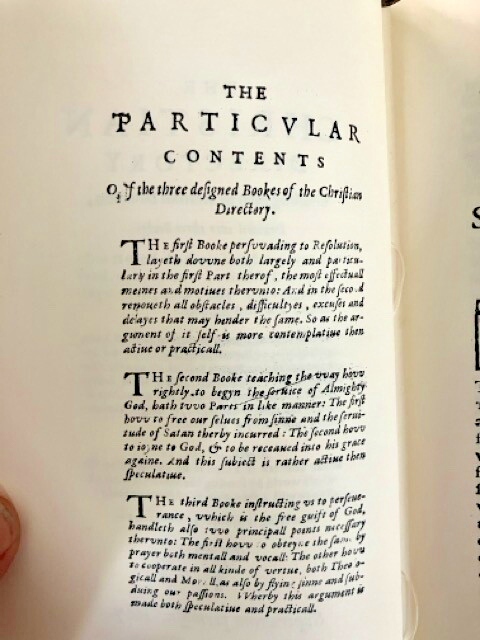 THE
PARTICVLAR
CONTENTS
Of the three designed Bookes of the Christian
Directory.
THE first Booke persvvading to Resolution,
layeth dovvne both largely and particu-
lary in the first Part therof, the most effectuall
meines and motiues thervnto: And in the second
remoueth all obstacles, difficultyes, excuses and
delayes that may hender the same. So as the ar-
gument of it self is more contemplatiue then
actiue or practicall.
THE second Booke teaching the vvay hovv
rightly to begyn the seruice of Almighty
God, hath tvvo Parts in like manner: The first
hovv to free our selues from sinne and the serui-
tude of Satan therby incurred: The second hovv
to ioyne to God, & to be receaued into his grace
againe. And this subiect is rather actiue then
speculatiue.
THE third Booke instructing vs to perseue-
rance, vvhich is the free guift of God,
handleth also tvvo principall points necessary
thervnto: The first hovv to obteyne the same by
prayer both mentall and vocall: The other hovv
to cooperate in all kinde of vertue, both Theo
gicall and Morall, as also by flying sinne and sub-
duing our passions. Wherby this argument is
made both speculatiue and practicall.